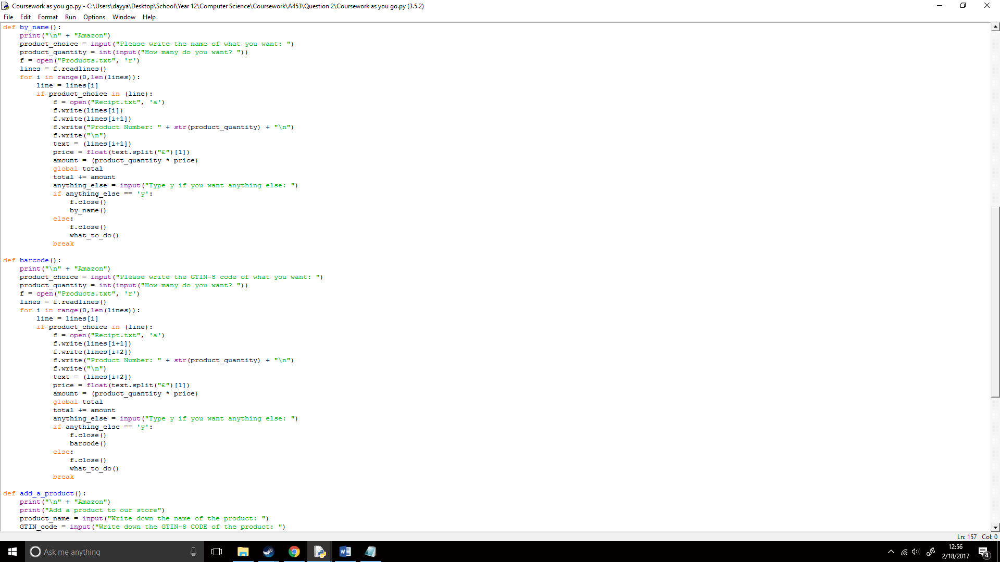 Coursework as you go.py - C:\Users\dayya\Desktop\School\Year 12\Computer Science\Coursework\A453\Question 2\Coursework as you go.py (3.5.2)
File Edit Format Run Options Window Help
def by_name():
    print("\n" + "Amazon")
    product_choice = input("Please write the name of what you want: ")
    product_quantity = int(input("How many do you want? "))
    f = open("Products.txt", 'r')
    lines = f.readlines()
    for i in range(0,len(lines)):
        line = lines[i]
        if product_choice in (line):
            f = open("Recipt.txt", 'a')
            f.write(lines[i])
            f.write(lines[i+1])
            f.write("Product Number: " + str(product_quantity) + "\n")
            f.write("\n")
            text = (lines[i+1])
            price = float(text.split("£")[1])
            amount = (product_quantity * price)
            global total
            total += amount
            anything_else = input("Type y if you want anything else: ")
            if anything_else == 'y':
                f.close()
                by_name()
            else:
                f.close()
                what_to_do()
            break
def barcode():
    print("\n" + "Amazon")
    product_choice = input("Please write the GTIN-8 code of what you want: ")
    product_quantity = int(input("How many do you want? "))
    f = open("Products.txt", 'r')
    lines = f.readlines()
    for i in range(0,len(lines)):
        line = lines[i]
        if product_choice in (line):
            f = open("Recipt.txt", 'a')
            f.write(lines[i+1])
            f.write(lines[i+2])
            f.write("Product Number: " + str(product_quantity) + "\n")
            f.write("\n")
            text = (lines[i+2])
            price = float(text.split("£")[1])
            amount = (product_quantity * price)
            global total
            total += amount
            anything_else = input("Type y if you want anything else: ")
            if anything_else == 'y':
                f.close()
                barcode()
            else:
                f.close()
                what_to_do()
            break
def add_a_product():
    print("\n" + "Amazon")
    print("Add a product to our store")
    product_name = input("Write down the name of the product: ")
    GTIN_code = input("Write down the GTIN-8 CODE of the product: ")
Ln: 157 Col: 0
Ask me anything
12:56
2/18/2017
4